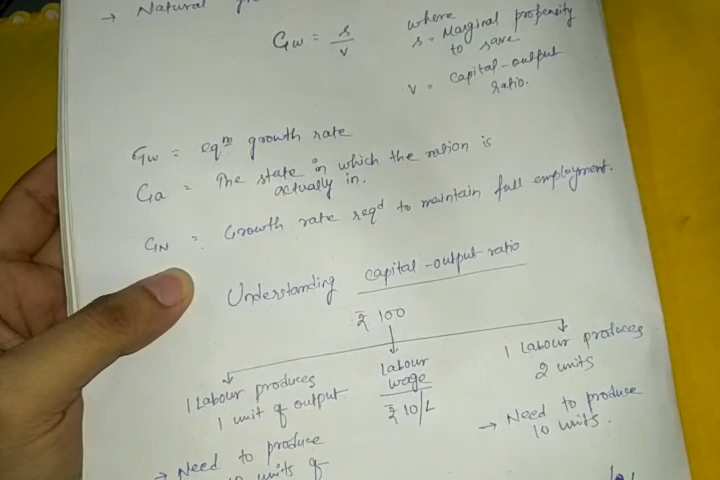 → Natural
Gw = s/v
where
s = Marginal propensity
to save
v = capital-output
ratio.
Gw = eqm growth rate
Ga = The state in which the nation is
actually in.
GN = Growth rate reqd to maintain full employment.
Understanding capital-output ratio
₹ 100
1 Labour produces
1 unit of output
Labour
wage
₹ 10/L
1 Labour produces
2 units
→ Need to produce
10 units.
→ Need to produce
units of